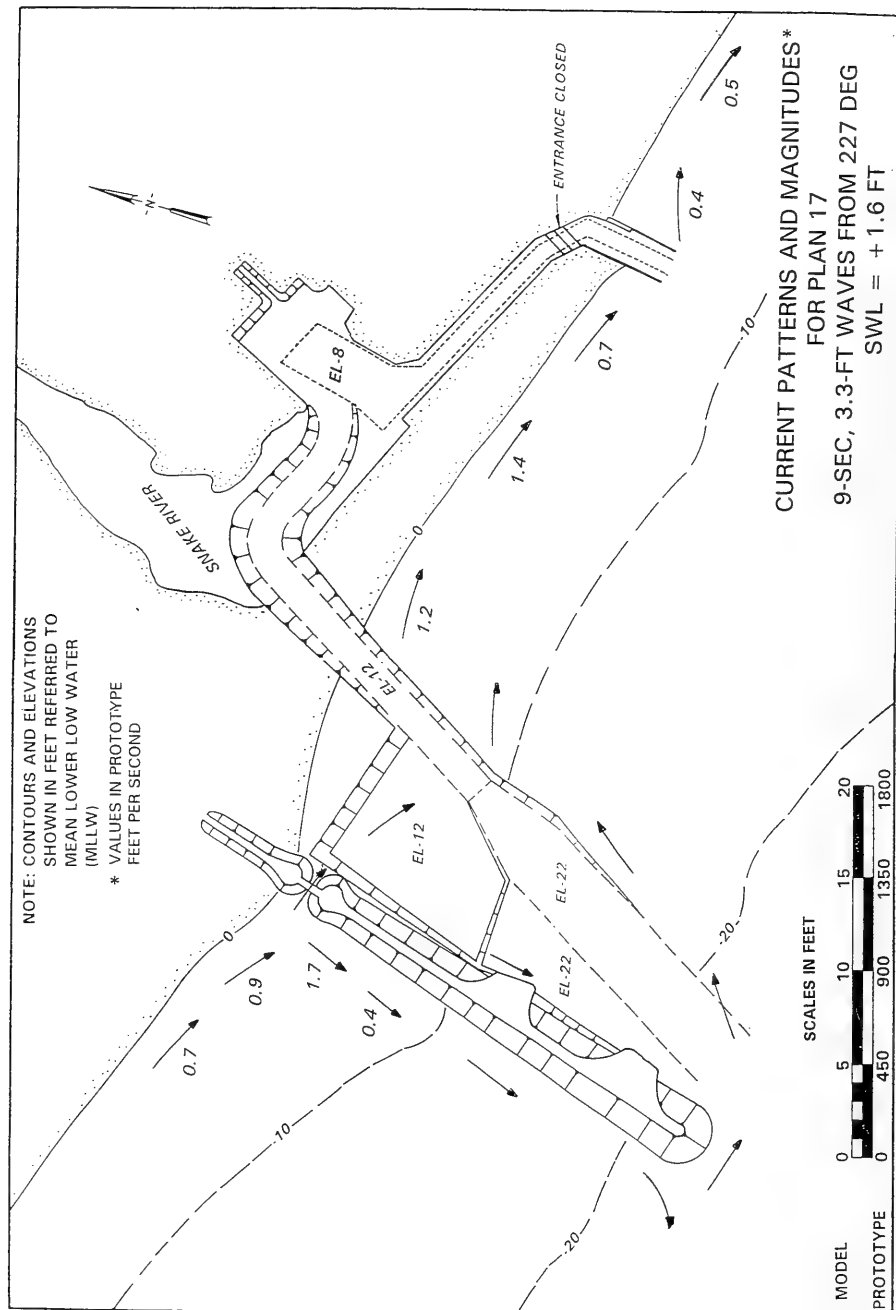 NOTE: CONTOURS AND ELEVATIONS
SHOWN IN FEET REFERRED TO
MEAN LOWER LOW WATER
(MLLW)
* VALUES IN PROTOTYPE
FEET PER SECOND
SNAKE RIVER
-N-
EL-8
ENTRANCE CLOSED
0
0
EL-12
EL-12
EL-22
EL-22
0.7
0.9
1.7
0.4
1.2
1.4
0.7
0.4
0.5
-10
-10
-20
-20
SCALES IN FEET
MODEL 0 5 10 15 20
PROTOTYPE 0 450 900 1350 1800
CURRENT PATTERNS AND MAGNITUDES*
FOR PLAN 17
9-SEC, 3.3-FT WAVES FROM 227 DEG
SWL = +1.6 FT